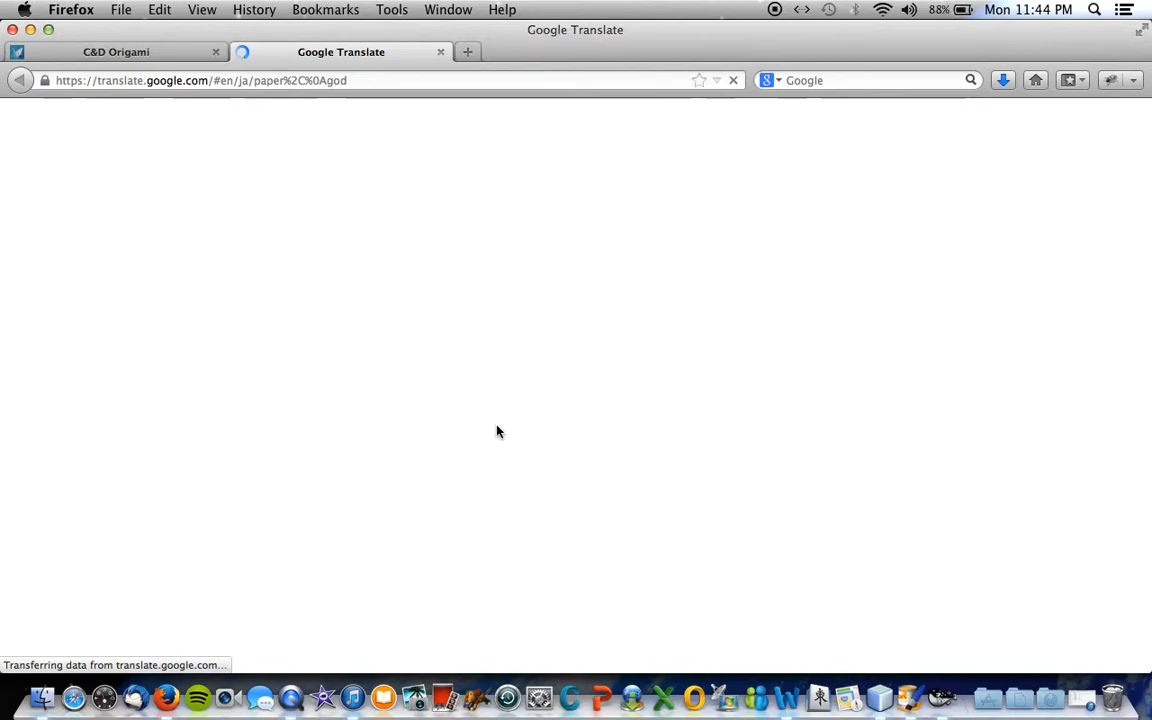 Firefox File Edit View History Bookmarks Tools Window Help 88% Mon 11:44 PM
Google Translate
C&D Origami Google Translate
https://translate.google.com/#en/ja/paper%2C%0Agod Google
Transferring data from translate.google.com...